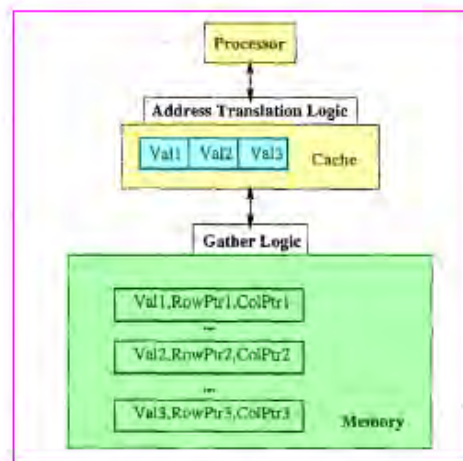 Processor
Address Translation Logic
Val1 Val2 Val3 Cache
Gather Logic
Val1,RowPtr1,ColPtr1
...
Val2,RowPtr2,ColPtr2
...
Val3,RowPtr3,ColPtr3
Memory